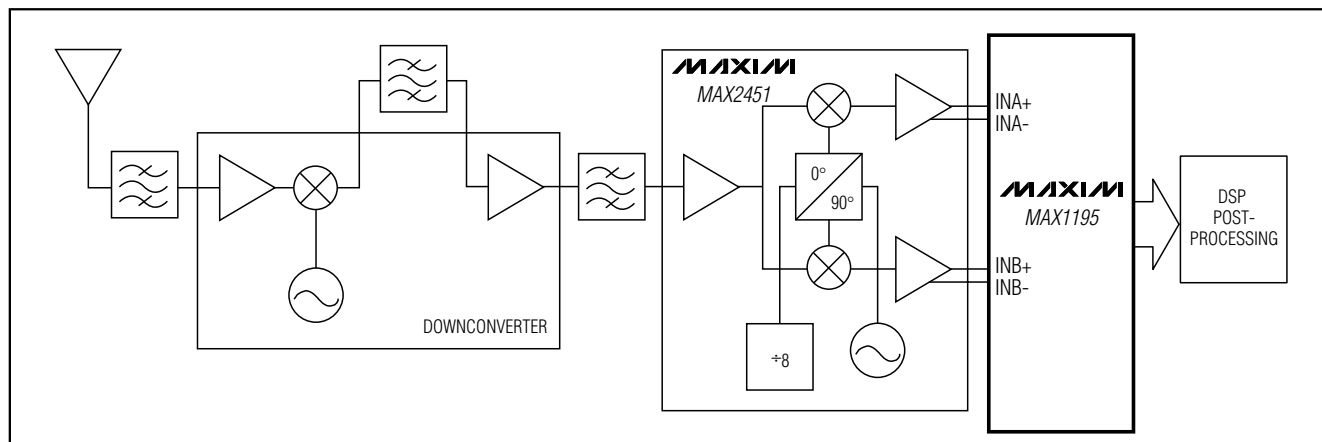 DOWNCONVERTER
MAXIM
MAX2451
0°
90°
÷8
INA+
INA-
MAXIM
MAX1195
INB+
INB-
DSP
POST-
PROCESSING